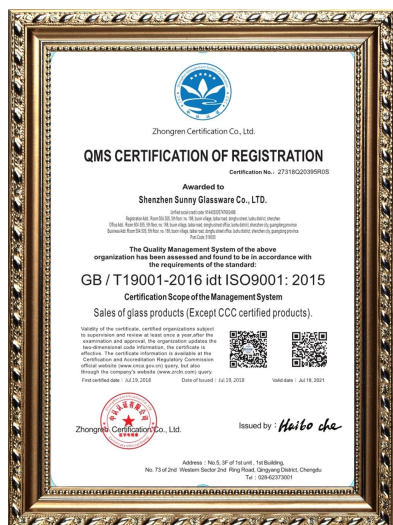 Zhongren Certification Co., Ltd.
QMS CERTIFICATION OF REGISTRATION
Certification No.: 27318Q20395R0S
Awarded to
Shenzhen Sunny Glassware Co., LTD.
The Quality Management System of the above
organization has been assessed and found to be in accordance with
the requirements of the standard:
GB / T19001-2016 idt ISO9001: 2015
Certification Scope of the Management System
Sales of glass products (Except CCC certified products).
Validity of the certificate, certified organizations subject
to supervision and review at least once a year,after the
examination and approval, the organization updates the
two-dimensional code information, the certificate is
effective. The certificate information is available at the
Certification and Accreditation Regulatory Commission
official website (www.cnca.gov.cn) query, but also
through the company's website (www.zrcln.com) query.
First certified date : Jul 19, 2018 Date of Issued : Jul 19, 2018 Valid date : Jul 18, 2021
Zhongren Certification Co., Ltd.
Issued by : Haibo che
Address : No.5, 3F of 1st unit , 1st Building,
No. 73 of 2nd Western Sector 2nd Ring Road, Qingyang District, Chengdu
Tel : 028-62373001